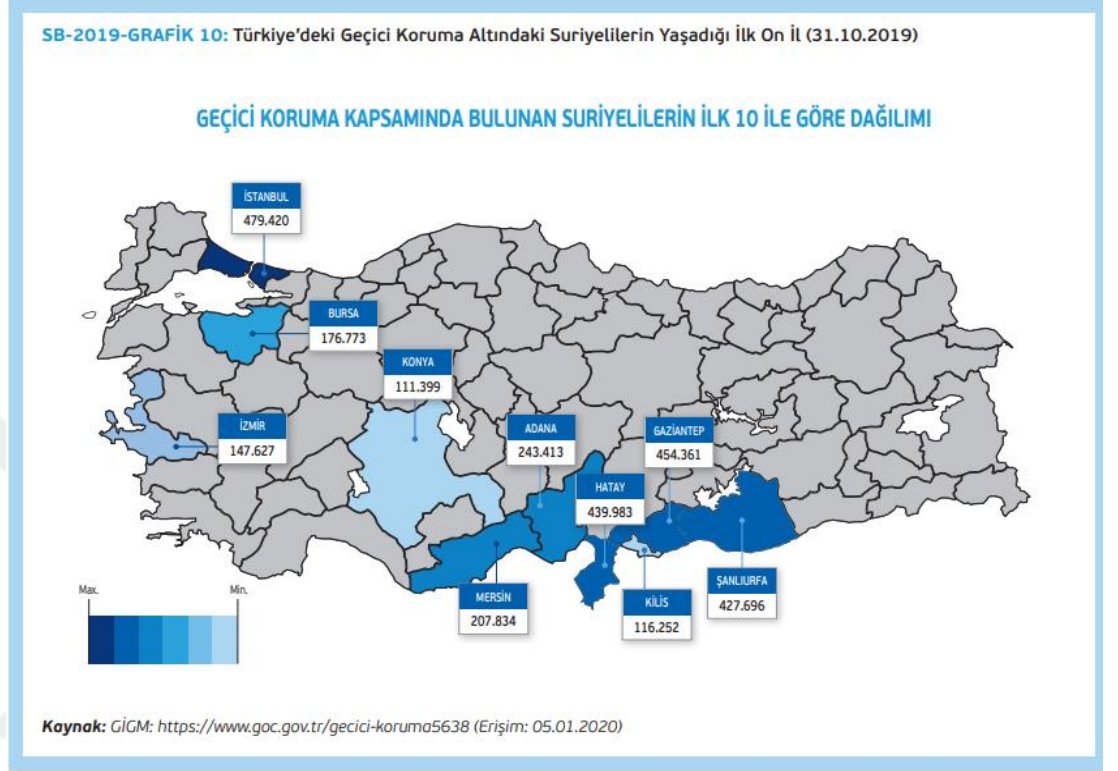 SB-2019-GRAFİK 10: Türkiye'deki Geçici Koruma Altındaki Suriyelilerin Yaşadığı İlk On İl (31.10.2019)
GEÇİCİ KORUMA KAPSAMINDA BULUNAN SURİYELİLERİN İLK 10 İLE GÖRE DAĞILIMI
İSTANBUL
479.420
BURSA
176.773
KONYA
111.399
İZMİR
147.627
ADANA
243.413
GAZİANTEP
454.361
HATAY
439.983
MERSİN
207.834
KİLİS
116.252
ŞANLIURFA
427.696
Max. Min.
Kaynak: GİGM: https://www.goc.gov.tr/gecici-koruma5638 (Erişim: 05.01.2020)